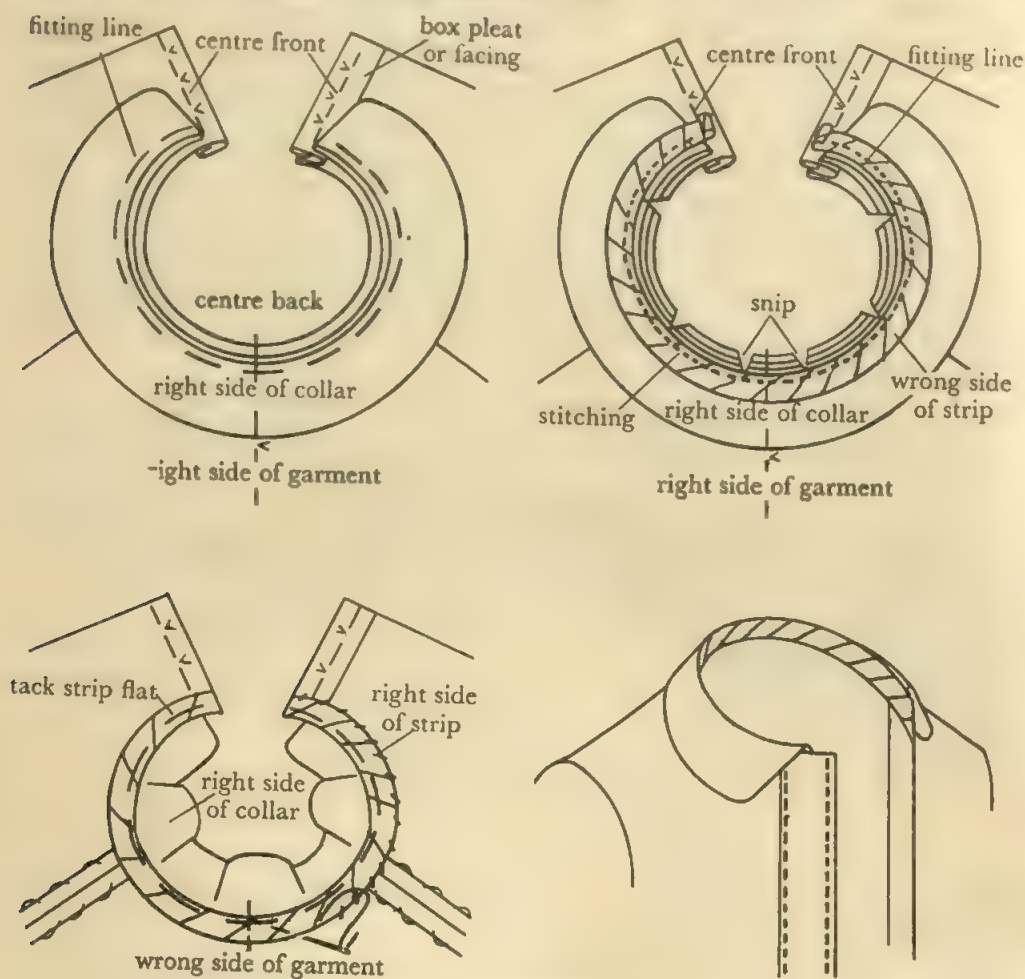 fitting line
centre front
box pleat
or facing
centre back
right side of collar
-ight side of garment
centre front
fitting line
snip
stitching
right side of collar
wrong side
of strip
right side of garment
tack strip flat
right side
of strip
right side
of collar
wrong side of garment